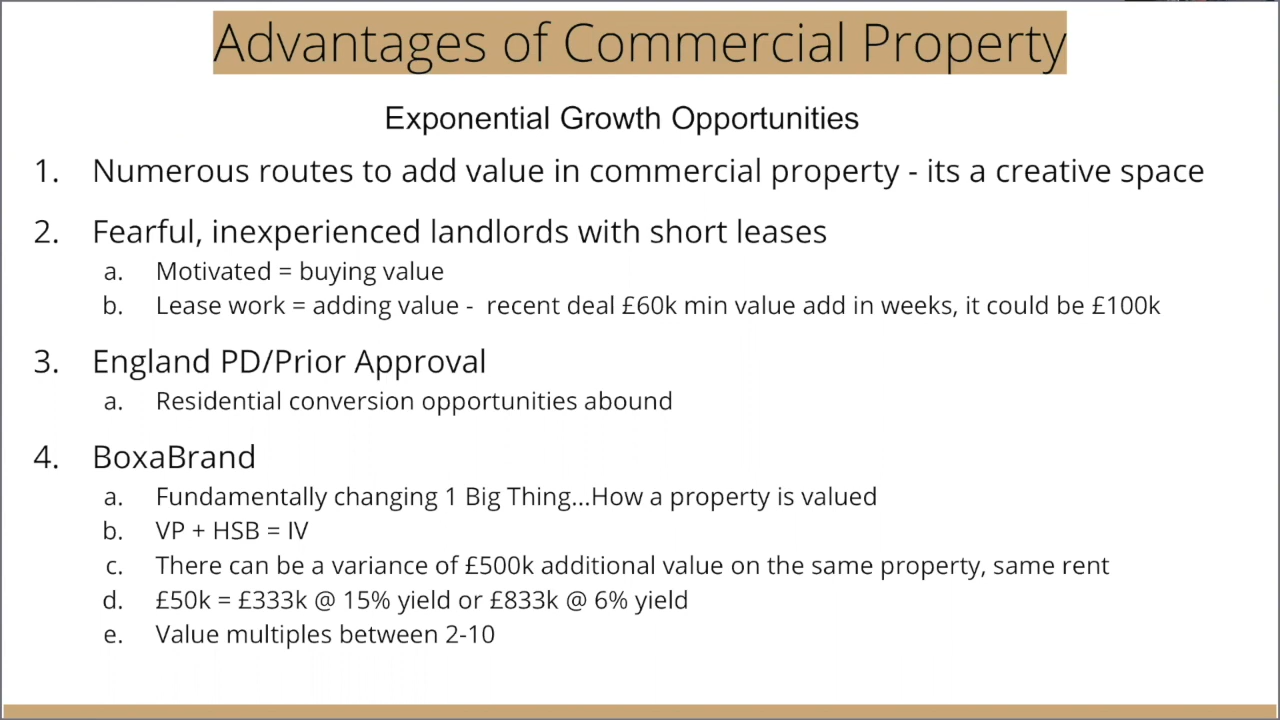 Advantages of Commercial Property
Exponential Growth Opportunities
1. Numerous routes to add value in commercial property - its a creative space
2. Fearful, inexperienced landlords with short leases
a. Motivated = buying value
b. Lease work = adding value - recent deal £60k min value add in weeks, it could be £100k
3. England PD/Prior Approval
a. Residential conversion opportunities abound
4. BoxaBrand
a. Fundamentally changing 1 Big Thing...How a property is valued
b. VP + HSB = IV
c. There can be a variance of £500k additional value on the same property, same rent
d. £50k = £333k @ 15% yield or £833k @ 6% yield
e. Value multiples between 2-10